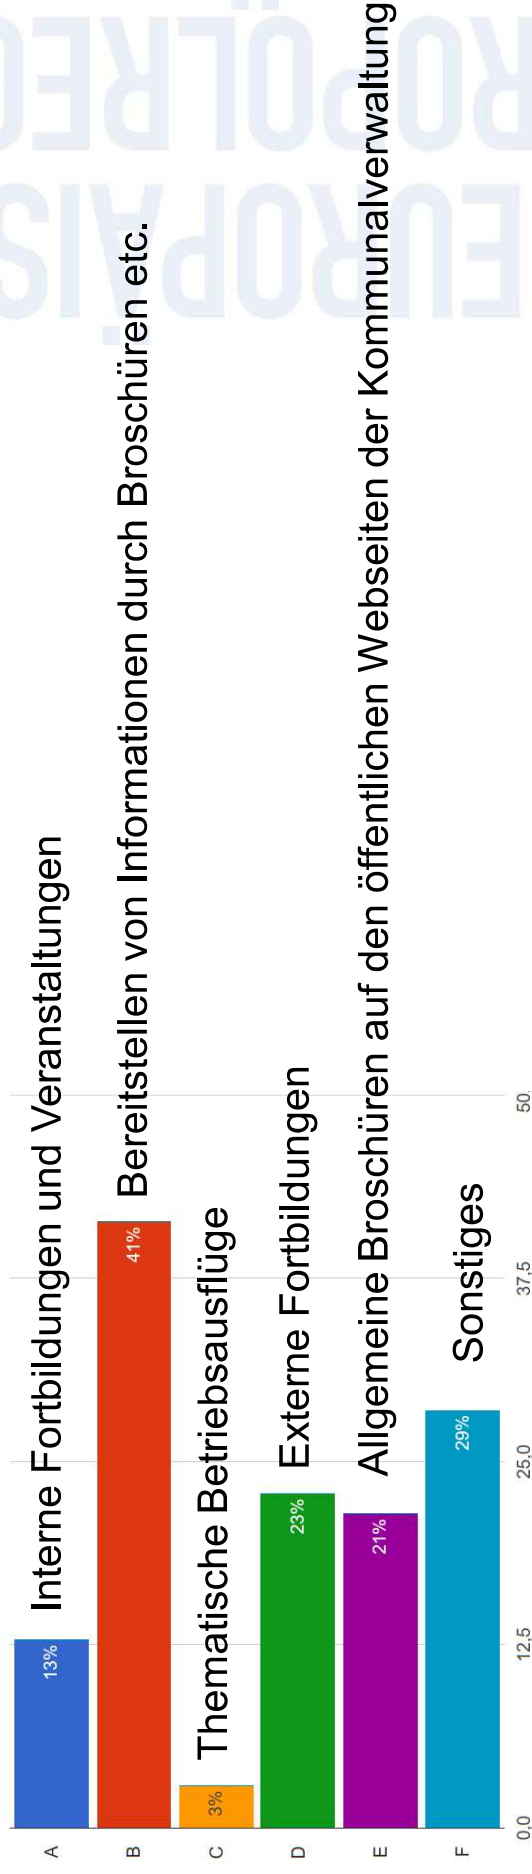 A
13%
Interne Fortbildungen und Veranstaltungen
B
41%
Bereitstellen von Informationen durch Broschüren etc.
C
3%
Thematische Betriebsausflüge
D
23%
Externe Fortbildungen
E
21%
Allgemeine Broschüren auf den öffentlichen Webseiten der Kommunalverwaltung
F
29%
Sonstiges
0,0
12,5
25,0
37,5